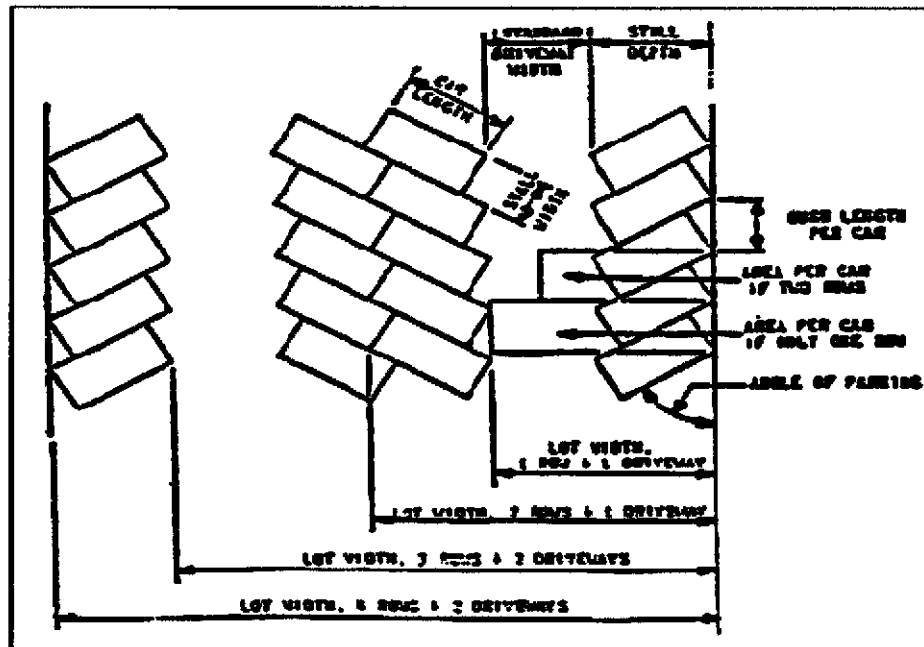 STANDARD
DRIVEWAY
WIDTH
STALL
DEPTH
CAR
LENGTH
STALL
WIDTH
CURB LENGTH
PER CAR
AREA PER CAR
IF TWO ROWS
AREA PER CAR
IF ONLY ONE ROW
ANGLE OF PARKING
LOT WIDTH,
1 ROW & 1 DRIVEWAY
LOT WIDTH, 2 ROWS & 1 DRIVEWAY
LOT WIDTH, 3 ROWS & 2 DRIVEWAYS
LOT WIDTH, 4 ROWS & 2 DRIVEWAYS